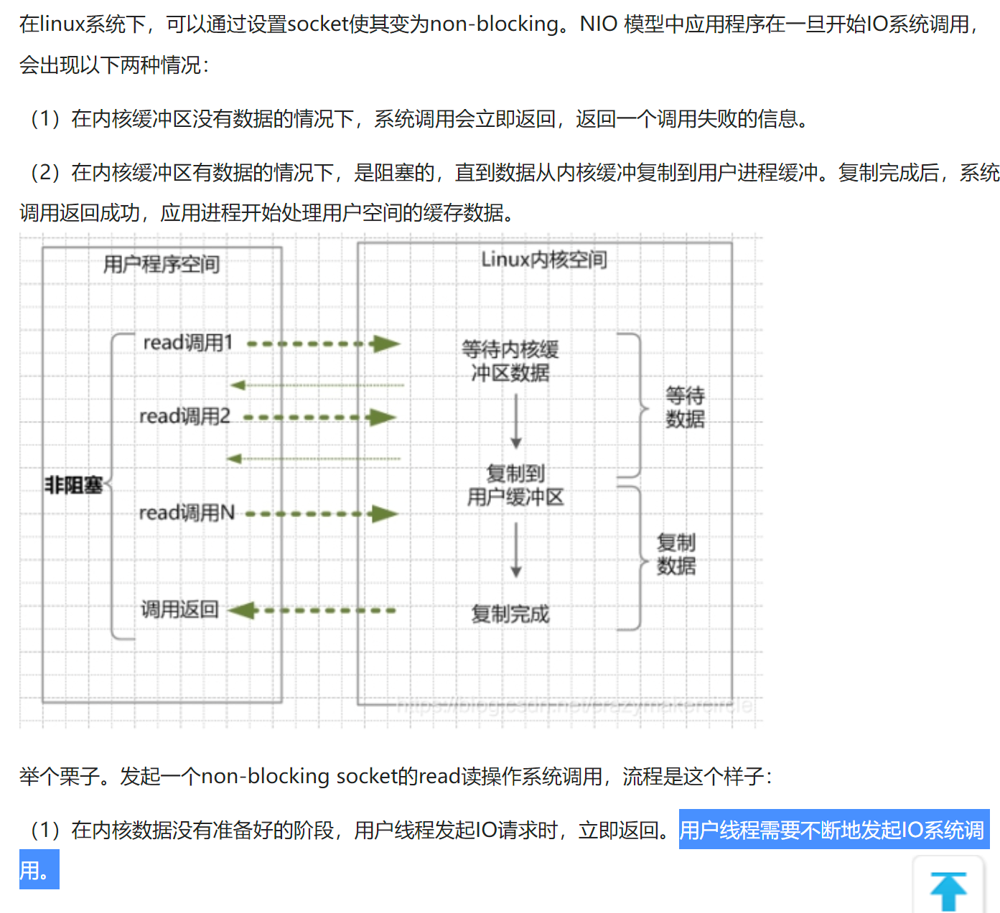 在linux系统下，可以通过设置socket使其变为non-blocking。NIO 模型中应用程序在一旦开始IO系统调用，
会出现以下两种情况：
（1）在内核缓冲区没有数据的情况下，系统调用会立即返回，返回一个调用失败的信息。
（2）在内核缓冲区有数据的情况下，是阻塞的，直到数据从内核缓冲复制到用户进程缓冲。复制完成后，系统
调用返回成功，应用进程开始处理用户空间的缓存数据。
用户程序空间
Linux内核空间
read调用1
等待内核缓
冲区数据
等待
数据
read调用2
复制到
用户缓冲区
非阻塞
read调用N
复制
数据
调用返回
复制完成
https://blog.csdn.net/crazymakercircle
举个栗子。发起一个non-blocking socket的read读操作系统调用，流程是这个样子：
（1）在内核数据没有准备好的阶段，用户线程发起IO请求时，立即返回。用户线程需要不断地发起IO系统调
用。